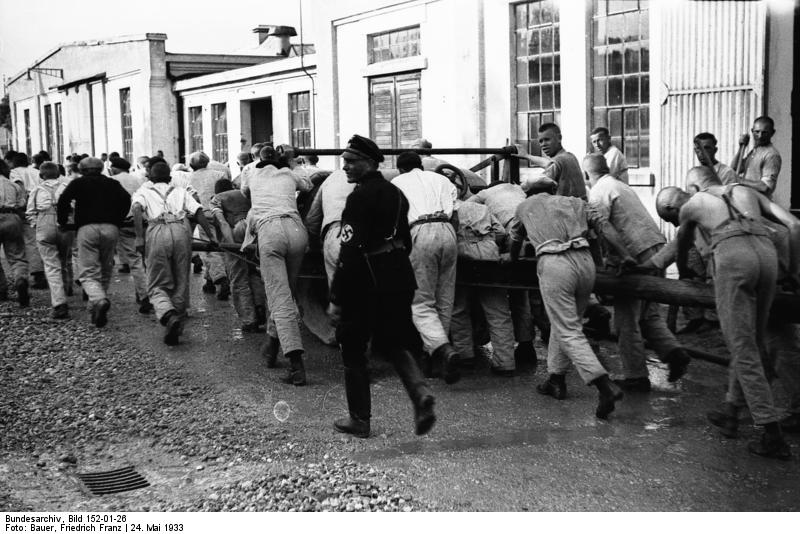 Bundesarchiv, Bild 152-01-26
Foto: Bauer, Friedrich Franz | 24. Mai 1933